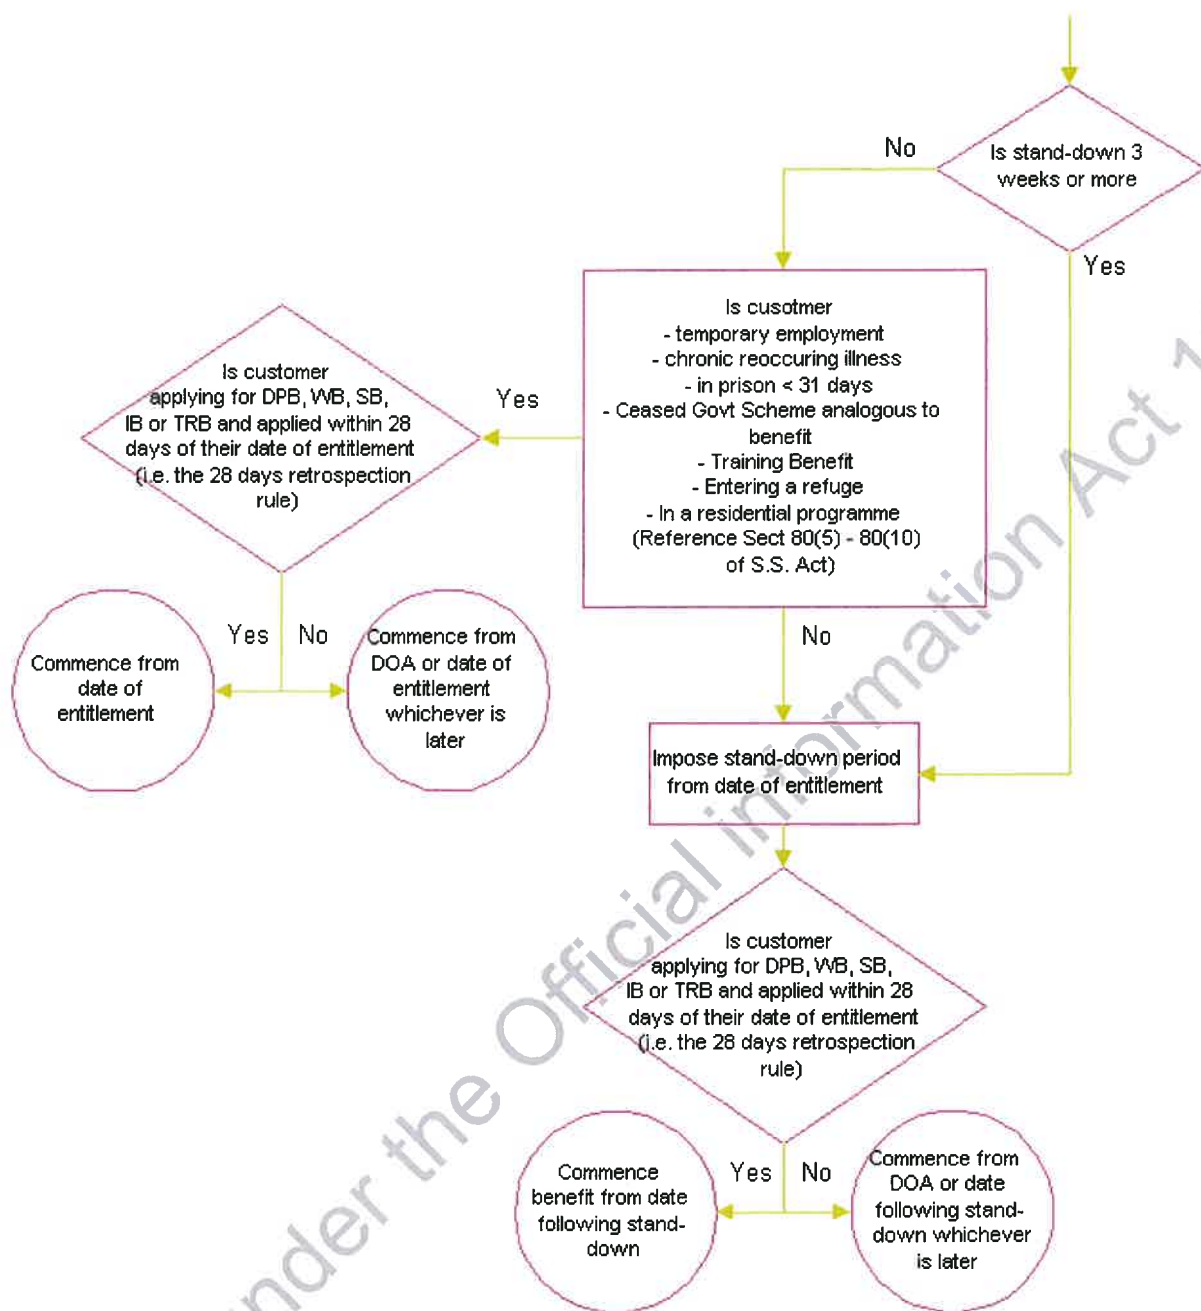 No
Is stand-down 3
weeks or more
Yes
Is cusotmer
- temporary employment
- chronic reoccuring illness
- in prison < 31 days
- Ceased Govt Scheme analogous to
benefit
- Training Benefit
- Entering a refuge
- In a residential programme
(Reference Sect 80(5) - 80(10)
of S.S. Act)
Yes
Is customer
applying for DPB, WB, SB,
IB or TRB and applied within 28
days of their date of entitlement
(i.e. the 28 days retrospection
rule)
Yes
No
Commence from
date of
entitlement
Commence from
DOA or date of
entitlement
whichever is
later
No
Impose stand-down period
from date of entitlement
Is customer
applying for DPB, WB, SB,
IB or TRB and applied within 28
days of their date of entitlement
(i.e. the 28 days retrospection
rule)
Yes
No
Commence
benefit from date
following stand-
down
Commence from
DOA or date
following stand-
down whichever
is later
under the Official information Act 1